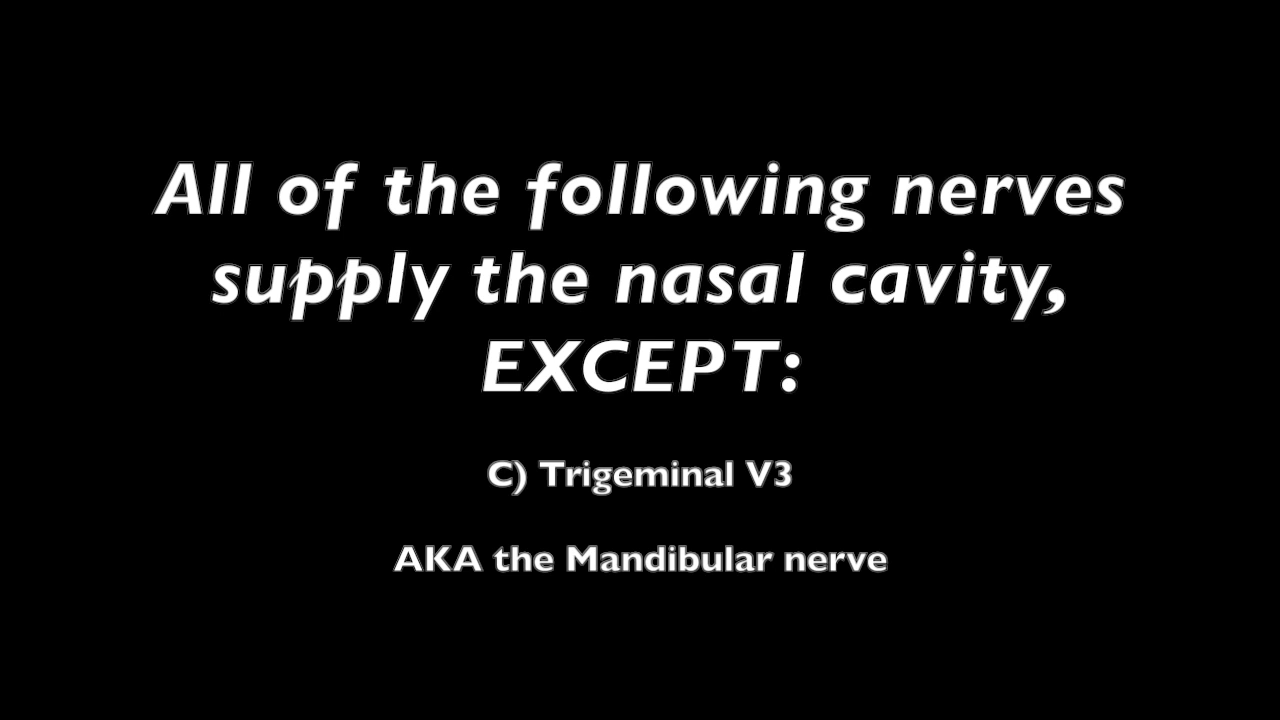 All of the following nerves
supply the nasal cavity,
EXCEPT:
C) Trigeminal V3
AKA the Mandibular nerve